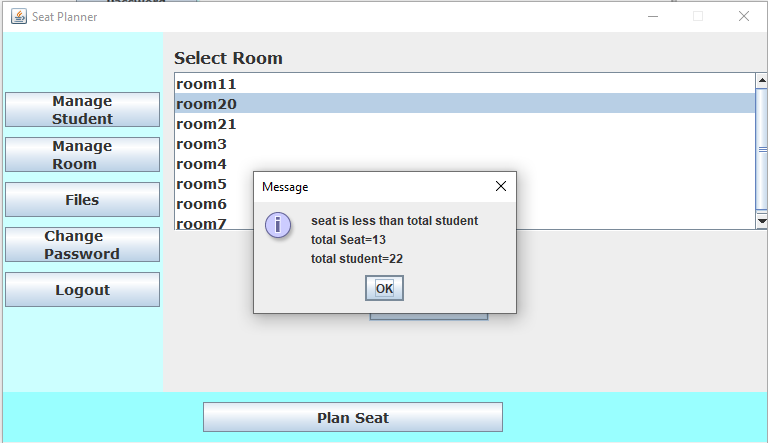 Password
Seat Planner
Select Room
room11
room20
room21
room3
room4
room5
room6
room7
Manage
Student
Manage
Room
Files
Change
Password
Logout
Message
seat is less than total student
total Seat=13
total student=22
OK
Plan Seat